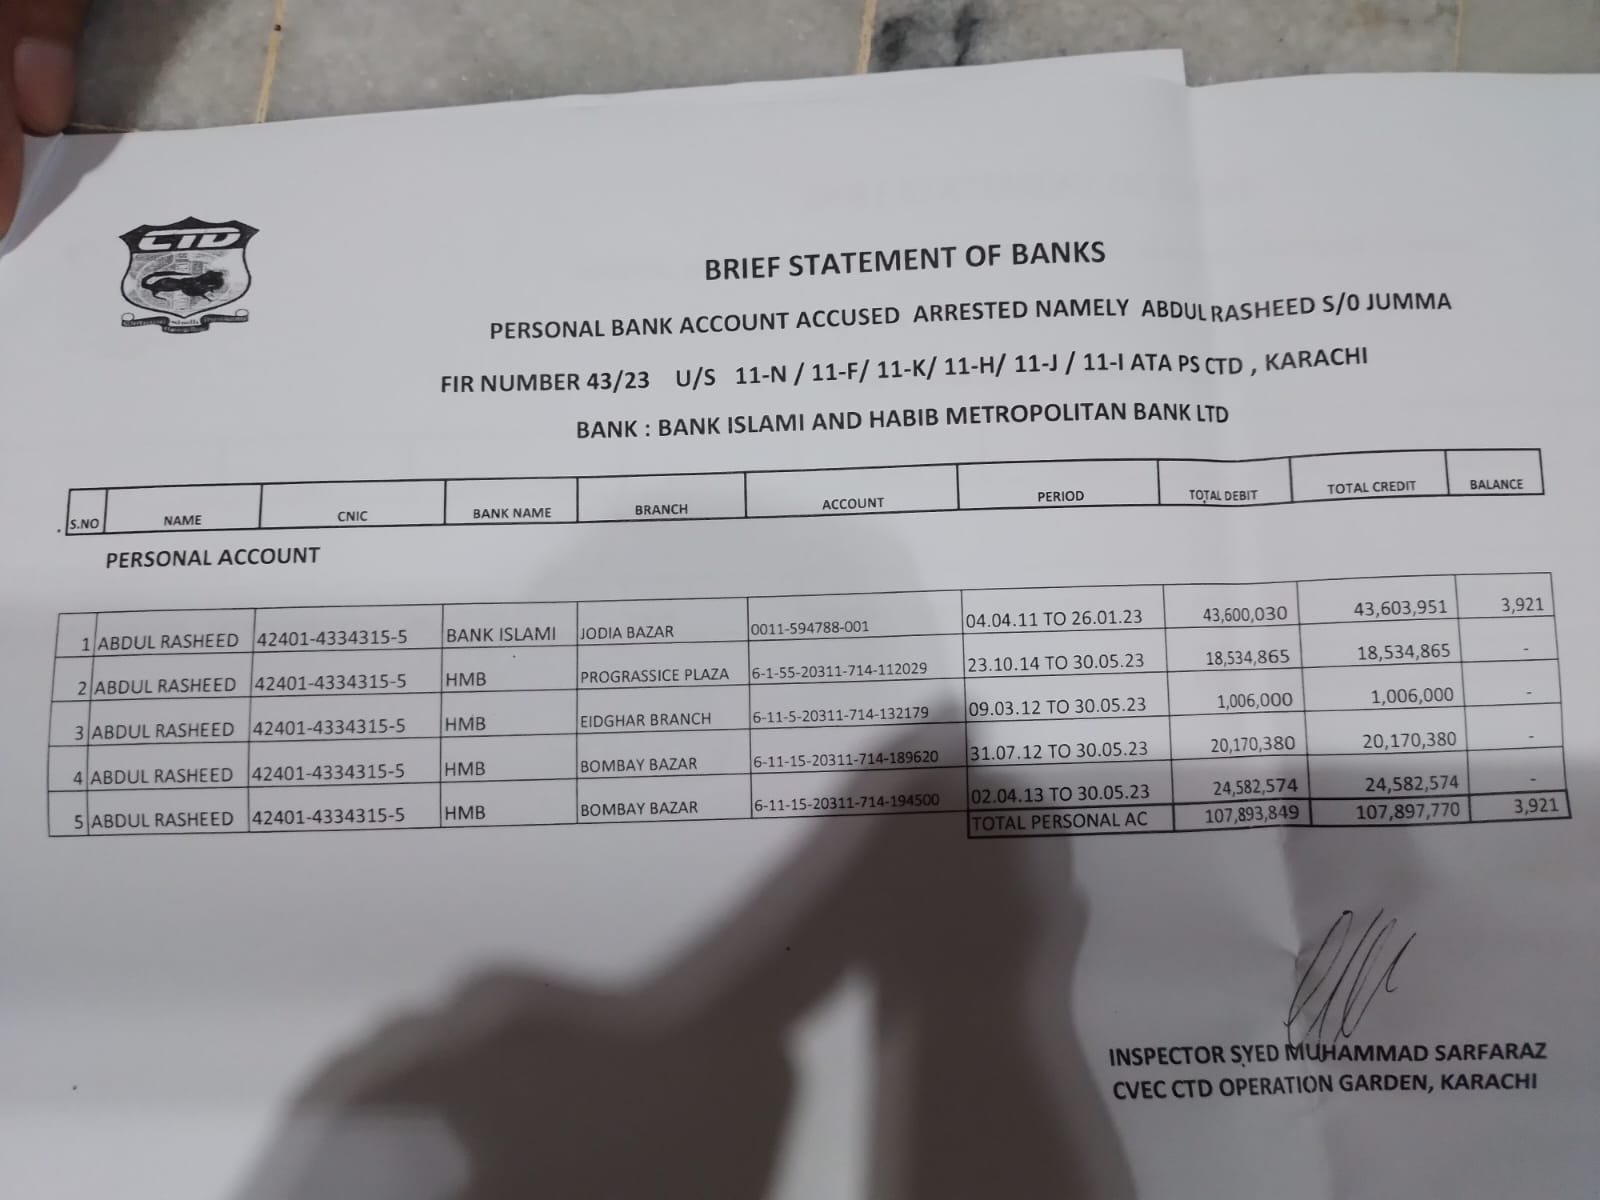 CTD
BRIEF STATEMENT OF BANKS
PERSONAL BANK ACCOUNT ACCUSED ARRESTED NAMELY ABDUL RASHEED S/O JUMMA
FIR NUMBER 43/23 U/S 11-N / 11-F/ 11-K/ 11-H/ 11-J / 11-I ATA PS CTD , KARACHI
BANK : BANK ISLAMI AND HABIB METROPOLITAN BANK LTD
S.NO NAME CNIC BANK NAME BRANCH ACCOUNT PERIOD TOTAL DEBIT TOTAL CREDIT BALANCE
PERSONAL ACCOUNT
1 ABDUL RASHEED 42401-4334315-5 BANK ISLAMI JODIA BAZAR 0011-594788-001 04.04.11 TO 26.01.23 43,600,030 43,603,951 3,921
2 ABDUL RASHEED 42401-4334315-5 HMB PROGRASSICE PLAZA 6-1-55-20311-714-112029 23.10.14 TO 30.05.23 18,534,865 18,534,865 -
3 ABDUL RASHEED 42401-4334315-5 HMB EIDGHAR BRANCH 6-11-5-20311-714-132179 09.03.12 TO 30.05.23 1,006,000 1,006,000 -
4 ABDUL RASHEED 42401-4334315-5 HMB BOMBAY BAZAR 6-11-15-20311-714-189620 31.07.12 TO 30.05.23 20,170,380 20,170,380 -
5 ABDUL RASHEED 42401-4334315-5 HMB BOMBAY BAZAR 6-11-15-20311-714-194500 02.04.13 TO 30.05.23 24,582,574 24,582,574 -
TOTAL PERSONAL AC 107,893,849 107,897,770 3,921
INSPECTOR SYED MUHAMMAD SARFARAZ
CVEC CTD OPERATION GARDEN, KARACHI